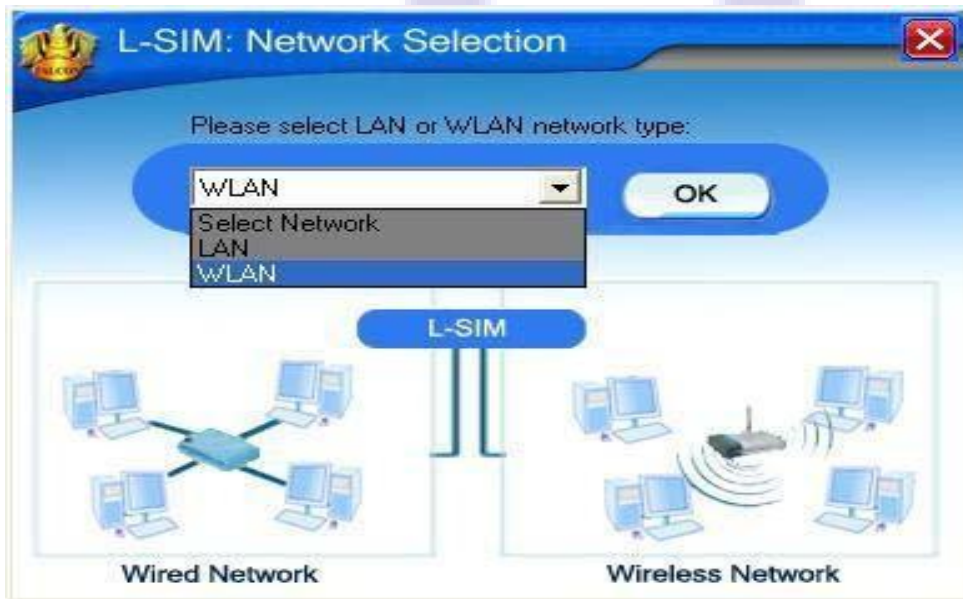 L-SIM: Network Selection
FALCON
Please select LAN or WLAN network type:
WLAN
OK
Select Network
LAN
WLAN
L-SIM
Wired Network
Wireless Network